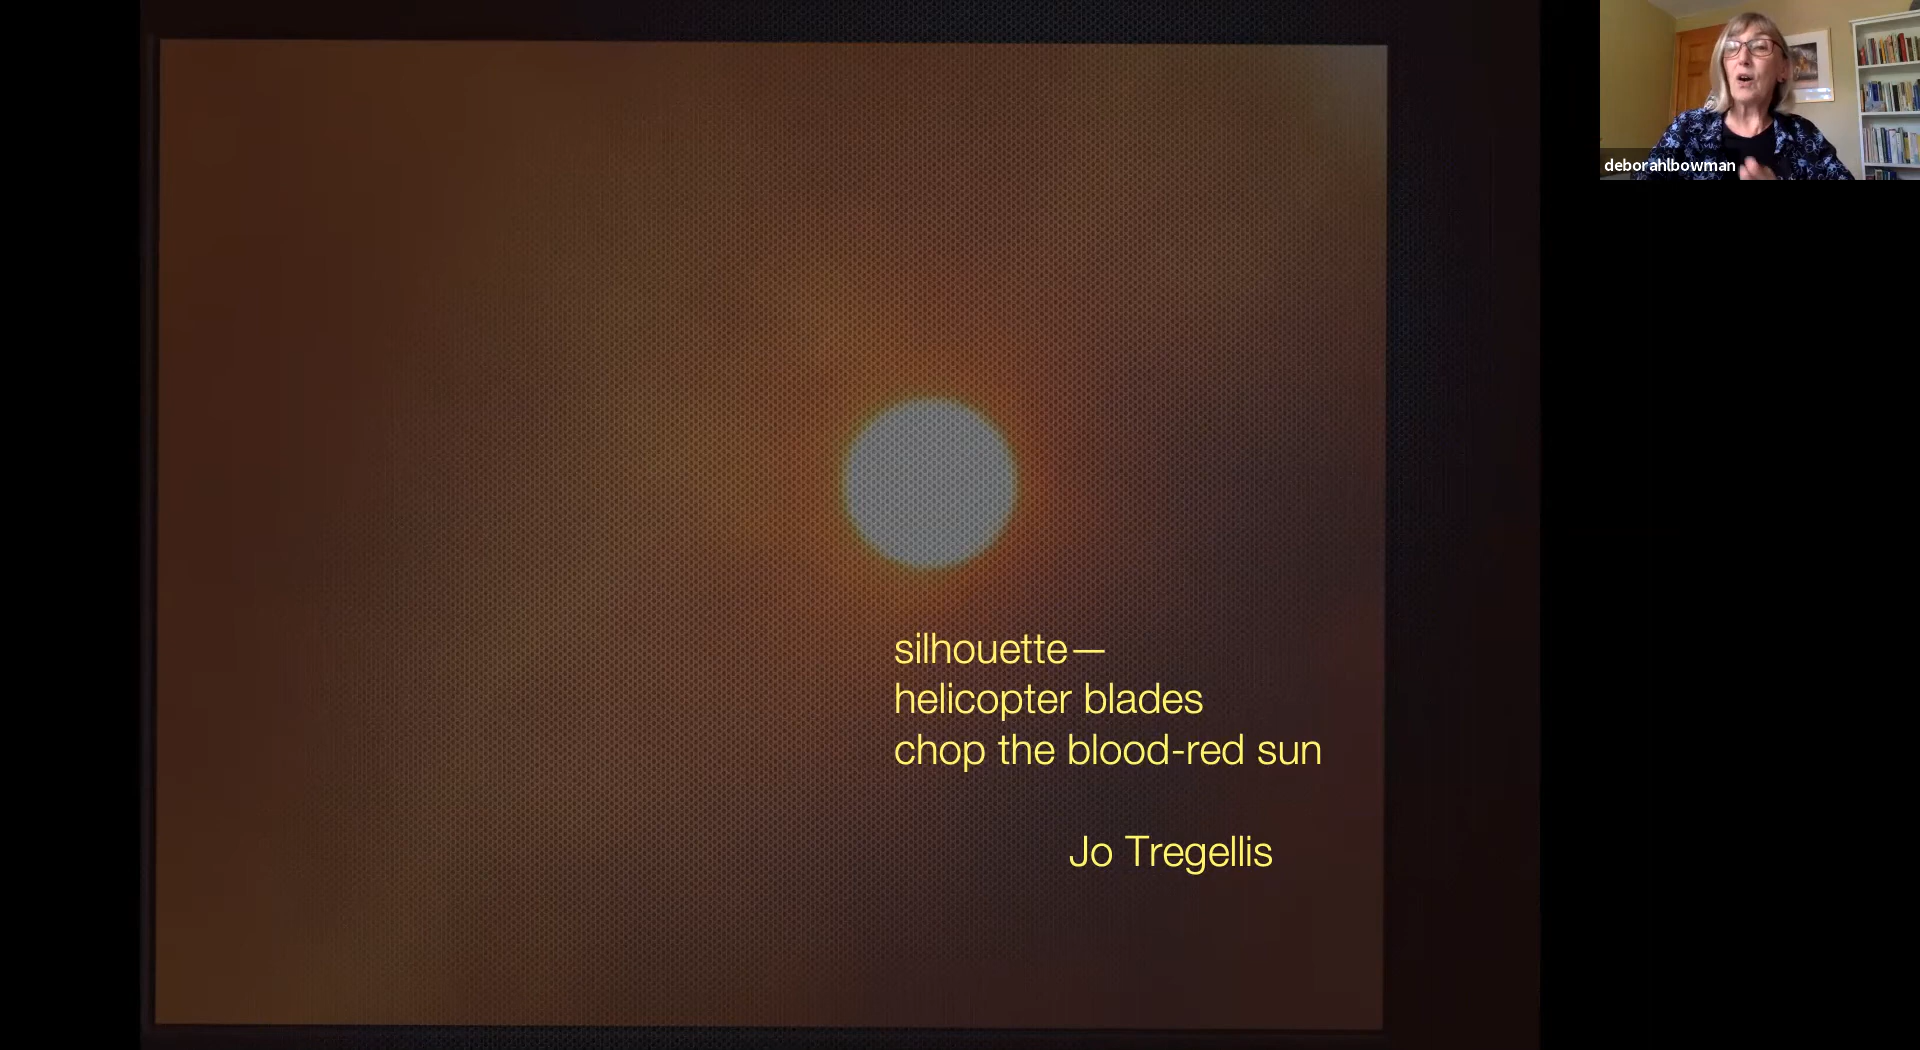 silhouette—
helicopter blades
chop the blood-red sun
Jo Tregellis
deborahlbowman